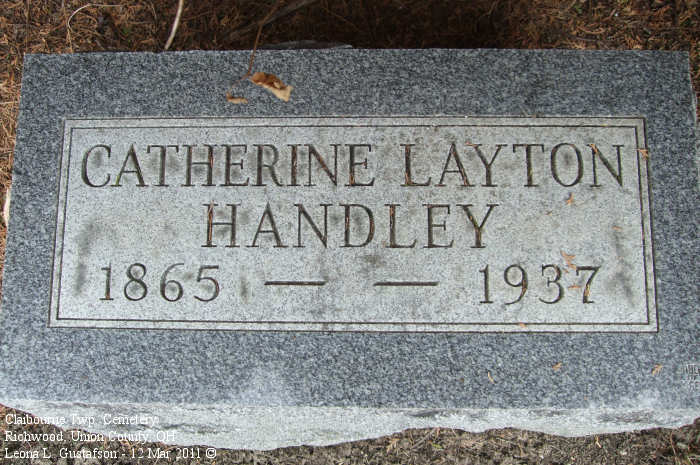 CATHERINE LAYTON
HANDLEY
1865 — — 1937
Claibourne Twp. Cemetery
Richwood, Union County, OH
Leona L. Gustafson - 12 Mar 2011 ©